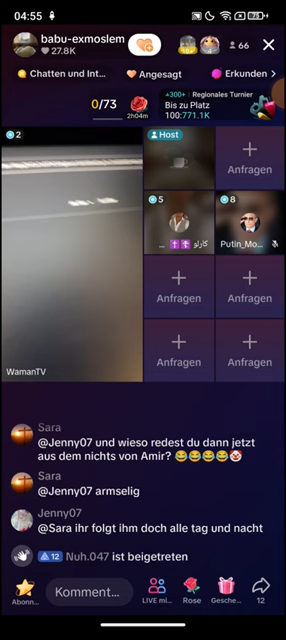 04:55
73
babu-exmoslem
27.8K
66
Chatten und Int...
Angesagt
Erkunden
0/73
2h04m
+300 Regionales Turnier
Bis zu Platz
100:771.1K
2
Host
Anfragen
5
كارلو ✝️✝️ ...
8
Putin_Mo...
Anfragen
Anfragen
Anfragen
Anfragen
WamanTV
Sara
@Jenny07 und wieso redest du dann jetzt
aus dem nichts von Amir? 😂😂😂😂🤡
Sara
@Jenny07 armselig
Jenny07
@Sara ihr folgt ihm doch alle tag und nacht
12 Nuh.047 ist beigetreten
Abonn...
Komment...
LIVE mi...
Rose
Gesche...
12